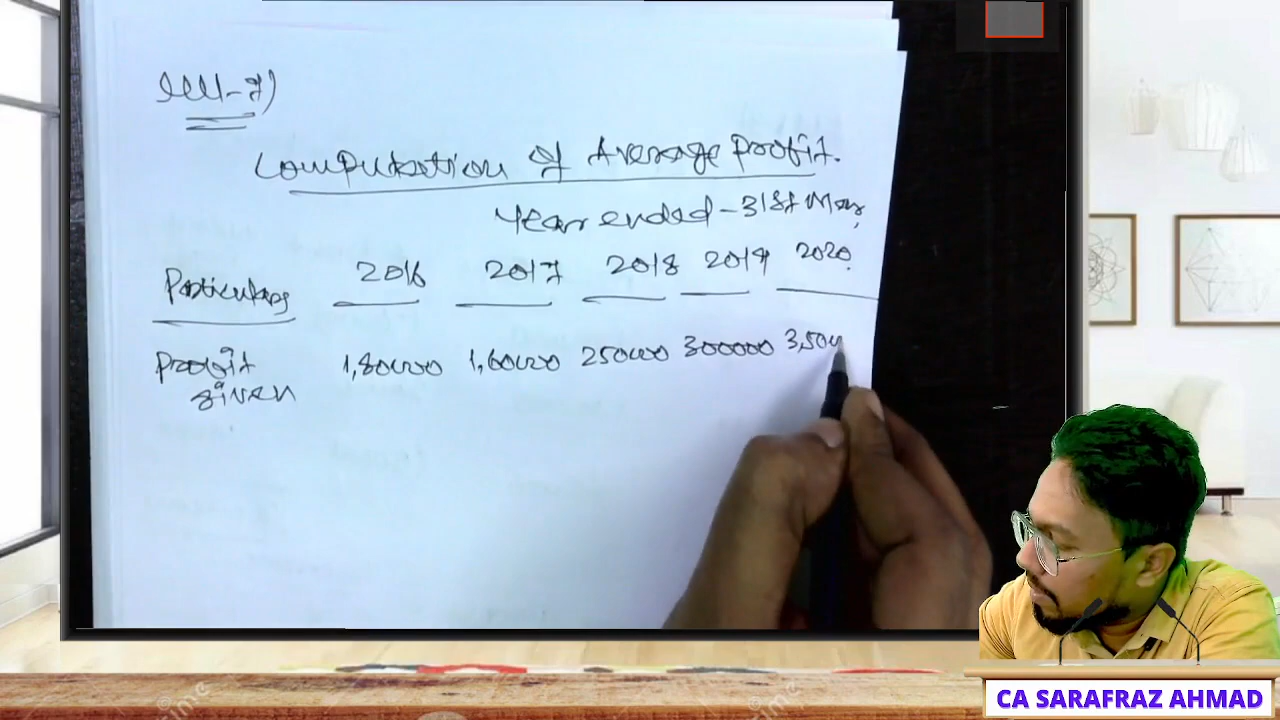 Ill-7)
Computation of Average Profit.
Year ended - 31st Mar,
Particulars 2016 2017 2018 2019 2020.
Profit given 1,80000 1,60000 250000 300000 3,500
CA SARAFRAZ AHMAD